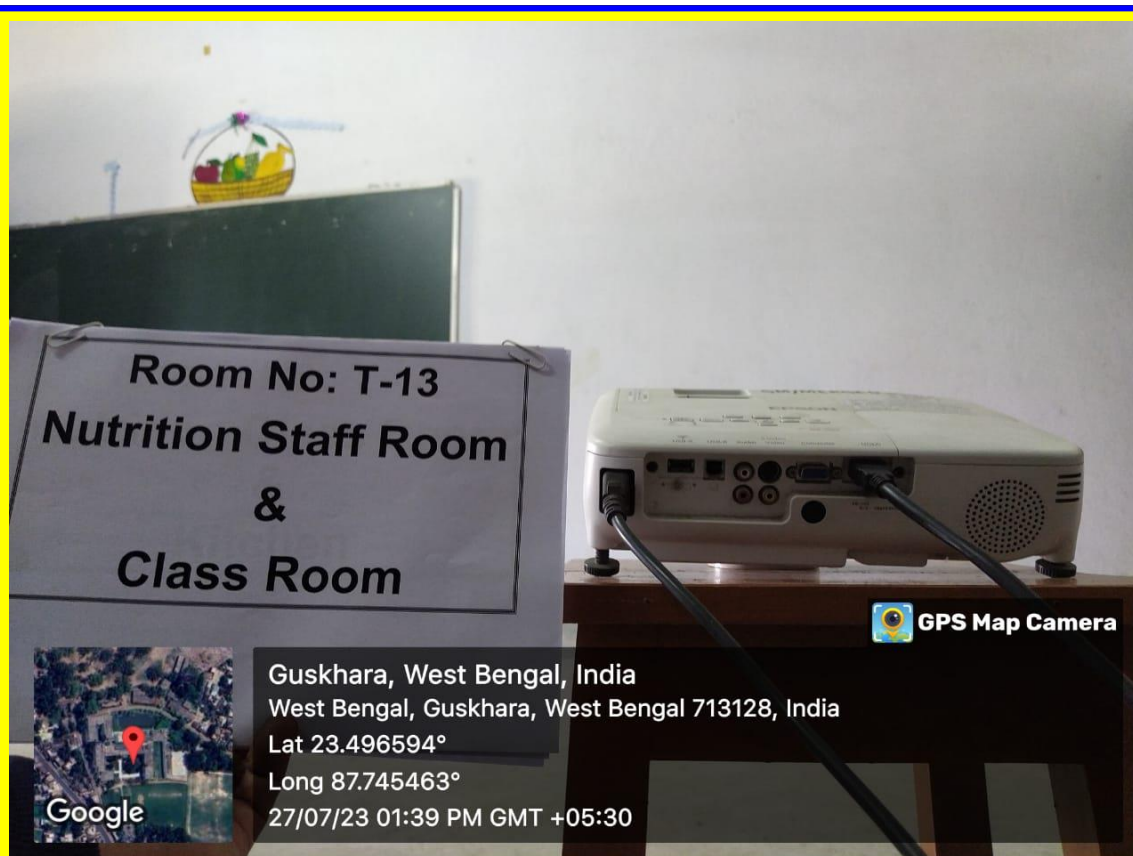 Room No: T-13
Nutrition Staff Room
&
Class Room
GPS Map Camera
Guskhara, West Bengal, India
West Bengal, Guskhara, West Bengal 713128, India
Lat 23.496594°
Long 87.745463°
27/07/23 01:39 PM GMT +05:30
Google